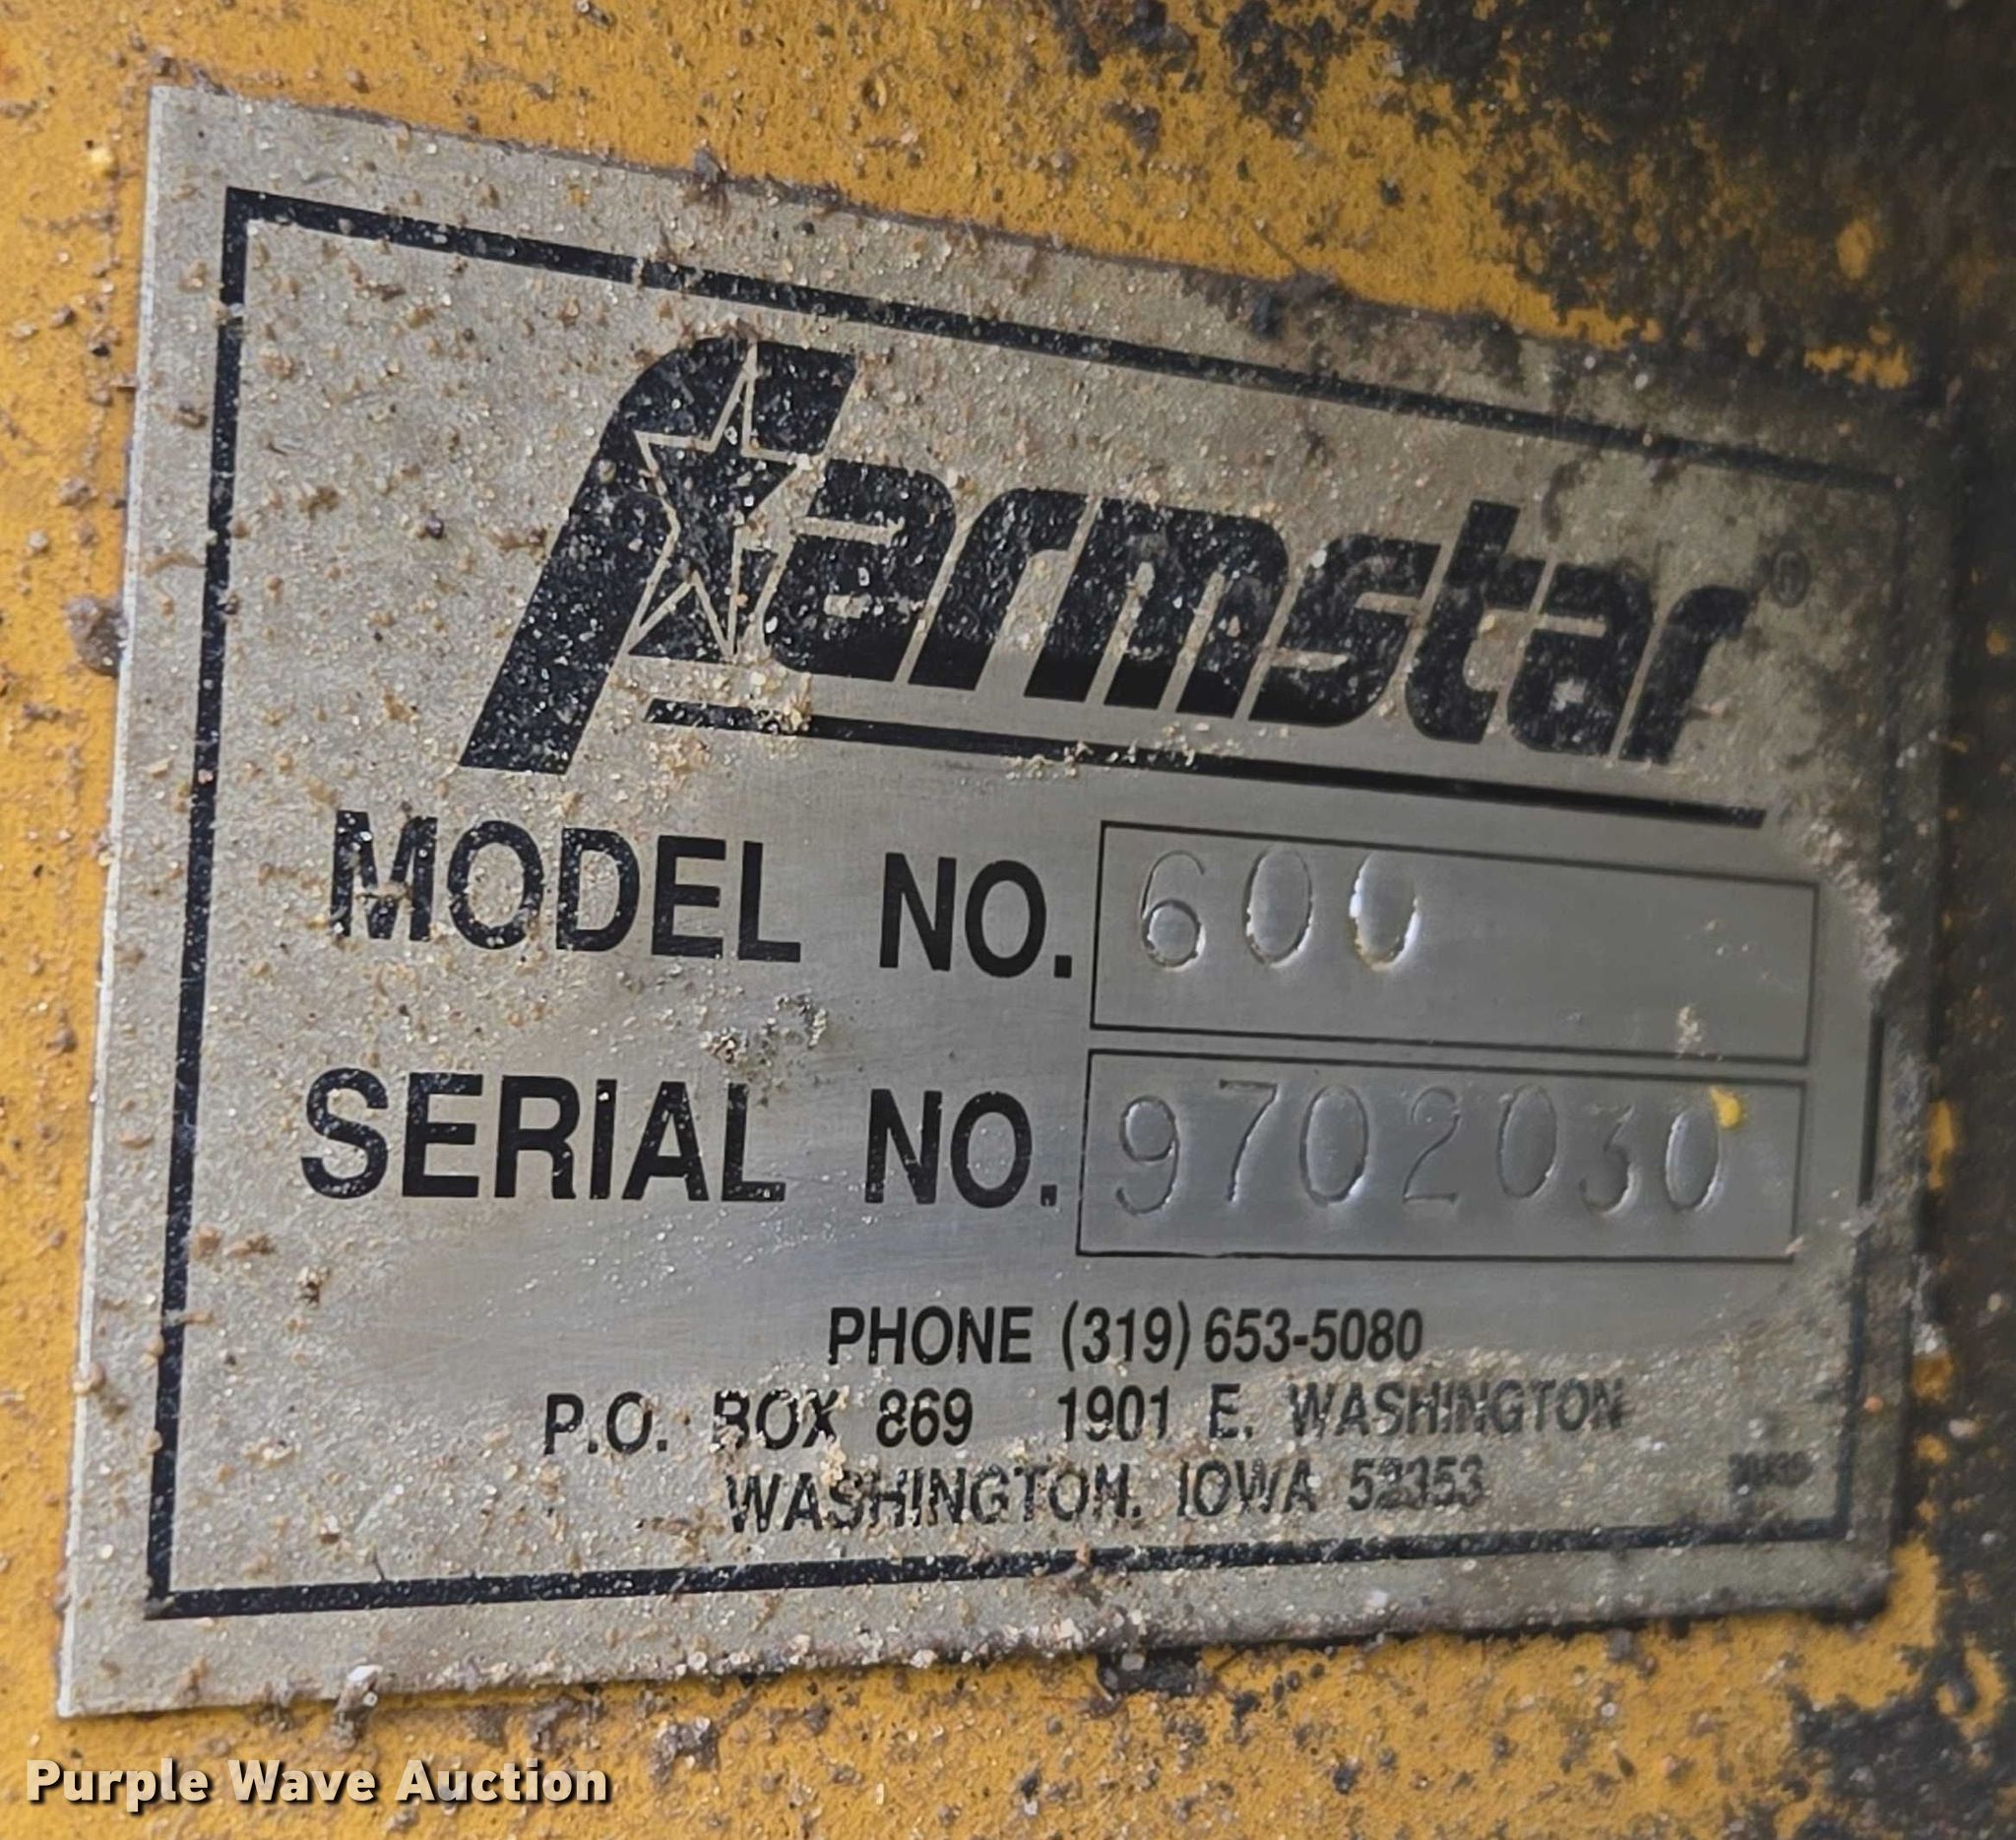 Farmstar®
MODEL NO. 600
SERIAL NO. 9702030
PHONE (319) 653-5080
P.O. BOX 869 1901 E. WASHINGTON
WASHINGTON, IOWA 52353
Purple Wave Auction